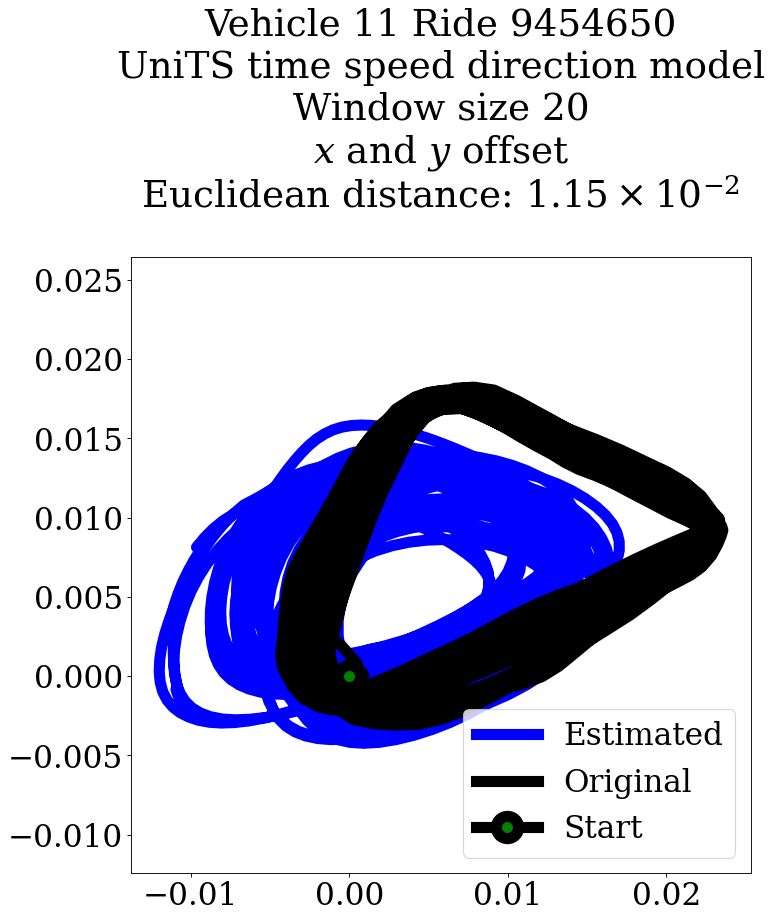 Vehicle 11 Ride 9454650
UniTS time speed direction model
Window size 20
x and y offset
Euclidean distance: 1.15 × 10⁻²
0.025
0.020
0.015
0.010
0.005
0.000
−0.005
−0.010
Estimated
Original
Start
−0.01 0.00 0.01 0.02